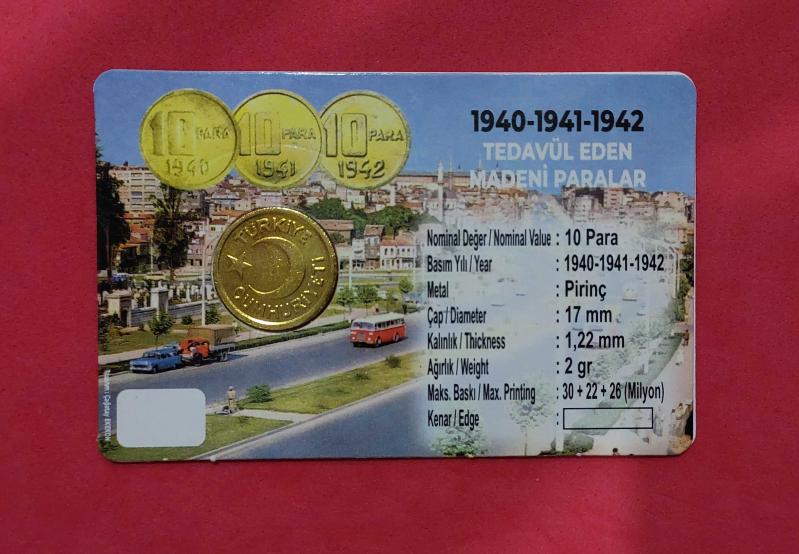 10 PARA 1940
10 PARA 1941
10 PARA 1942
1940-1941-1942
TEDAVÜL EDEN
MADENİ PARALAR
TÜRKİYE
CUMHURİYETİ
Nominal Değer / Nominal Value : 10 Para
Basım Yılı / Year : 1940-1941-1942
Metal : Pirinç
Çap / Diameter : 17 mm
Kalınlık / Thickness : 1,22 mm
Ağırlık / Weight : 2 gr
Maks. Baskı / Max. Printing : 30 + 22 + 26 (Milyon)
Kenar / Edge :